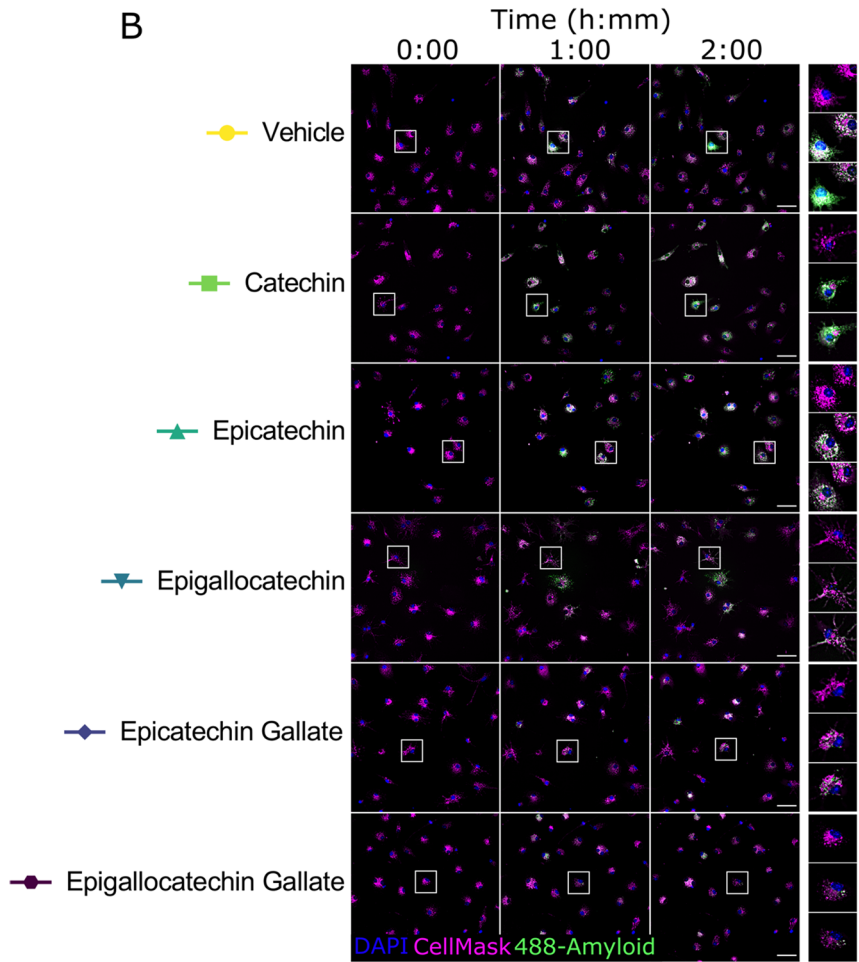 B
Time (h:mm)
0:00 1:00 2:00
Vehicle
Catechin
Epicatechin
Epigallocatechin
Epicatechin Gallate
Epigallocatechin Gallate
DAPI CellMask 488-Amyloid